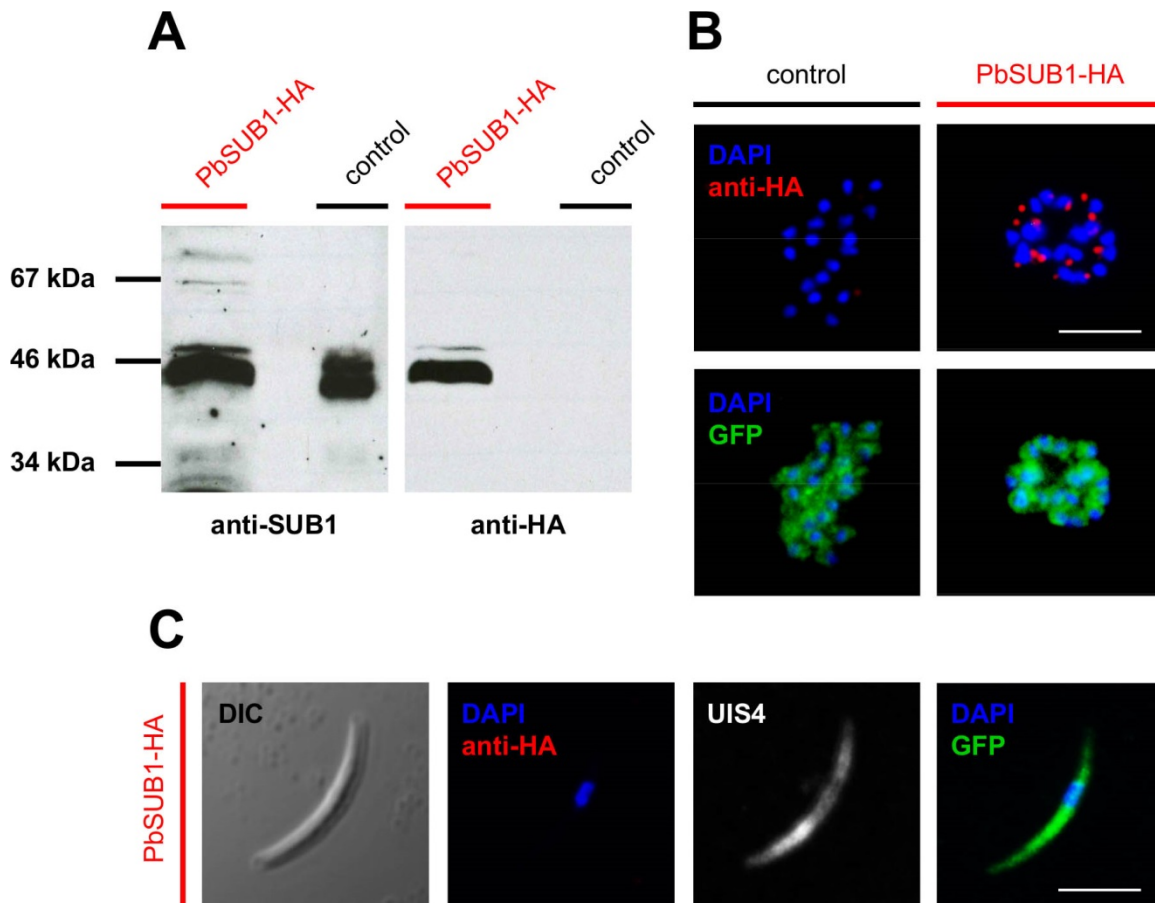 A
PbSUB1-HA
control
PbSUB1-HA
control
67 kDa
46 kDa
34 kDa
anti-SUB1
anti-HA
B
control
PbSUB1-HA
DAPI
anti-HA
DAPI
GFP
C
PbSUB1-HA
DIC
DAPI
anti-HA
UIS4
DAPI
GFP